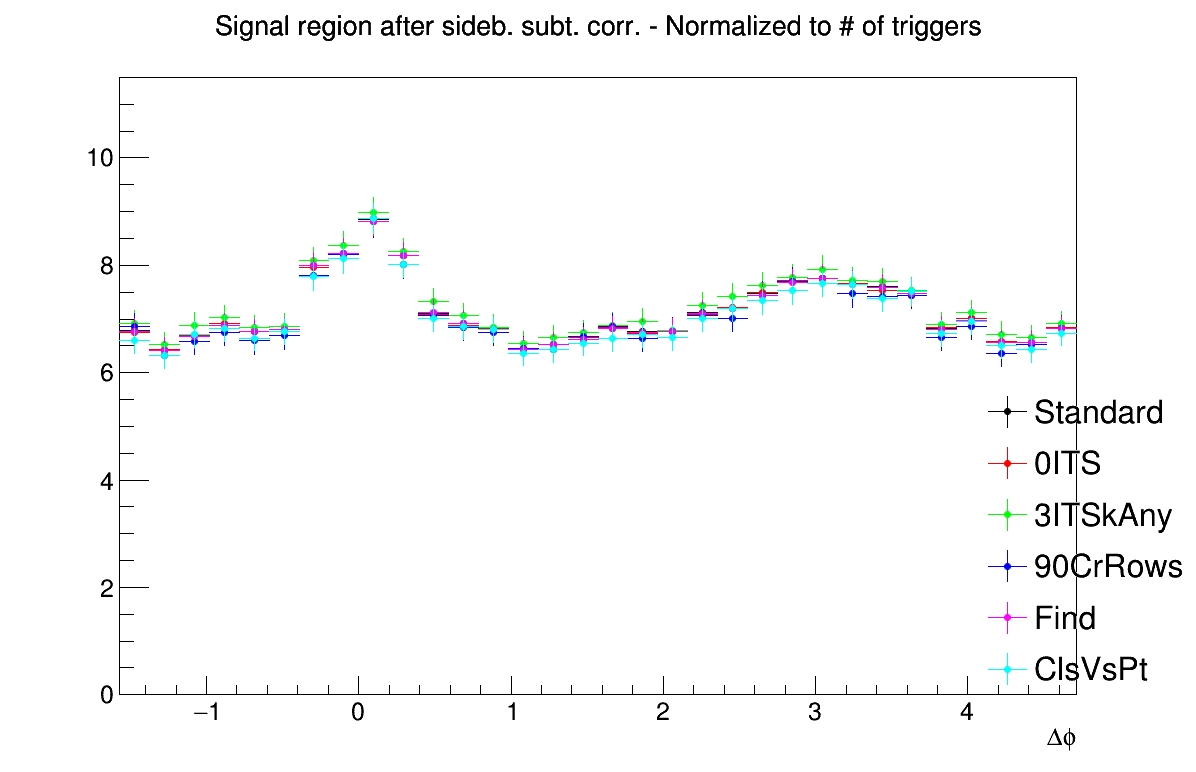 Signal region after sideb. subt. corr. - Normalized to # of triggers
10
8
6
4
2
0
Standard
0ITS
3ITSkAny
90CrRows
Find
ClsVsPt
−1 0 1 2 3 4
Δϕ